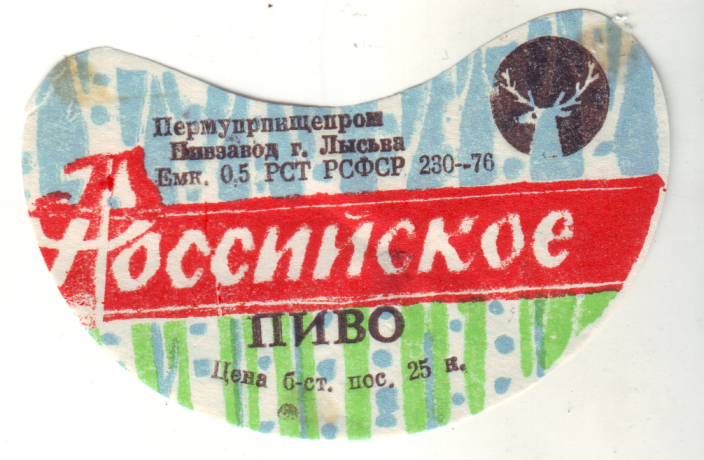 Пермупрпищепром
Пивзавод г. Лысьва
Емк. 0,5 РСТ РСФСР 230--76
Российское
ПИВО
Цена б-ст. пос. 25 к.